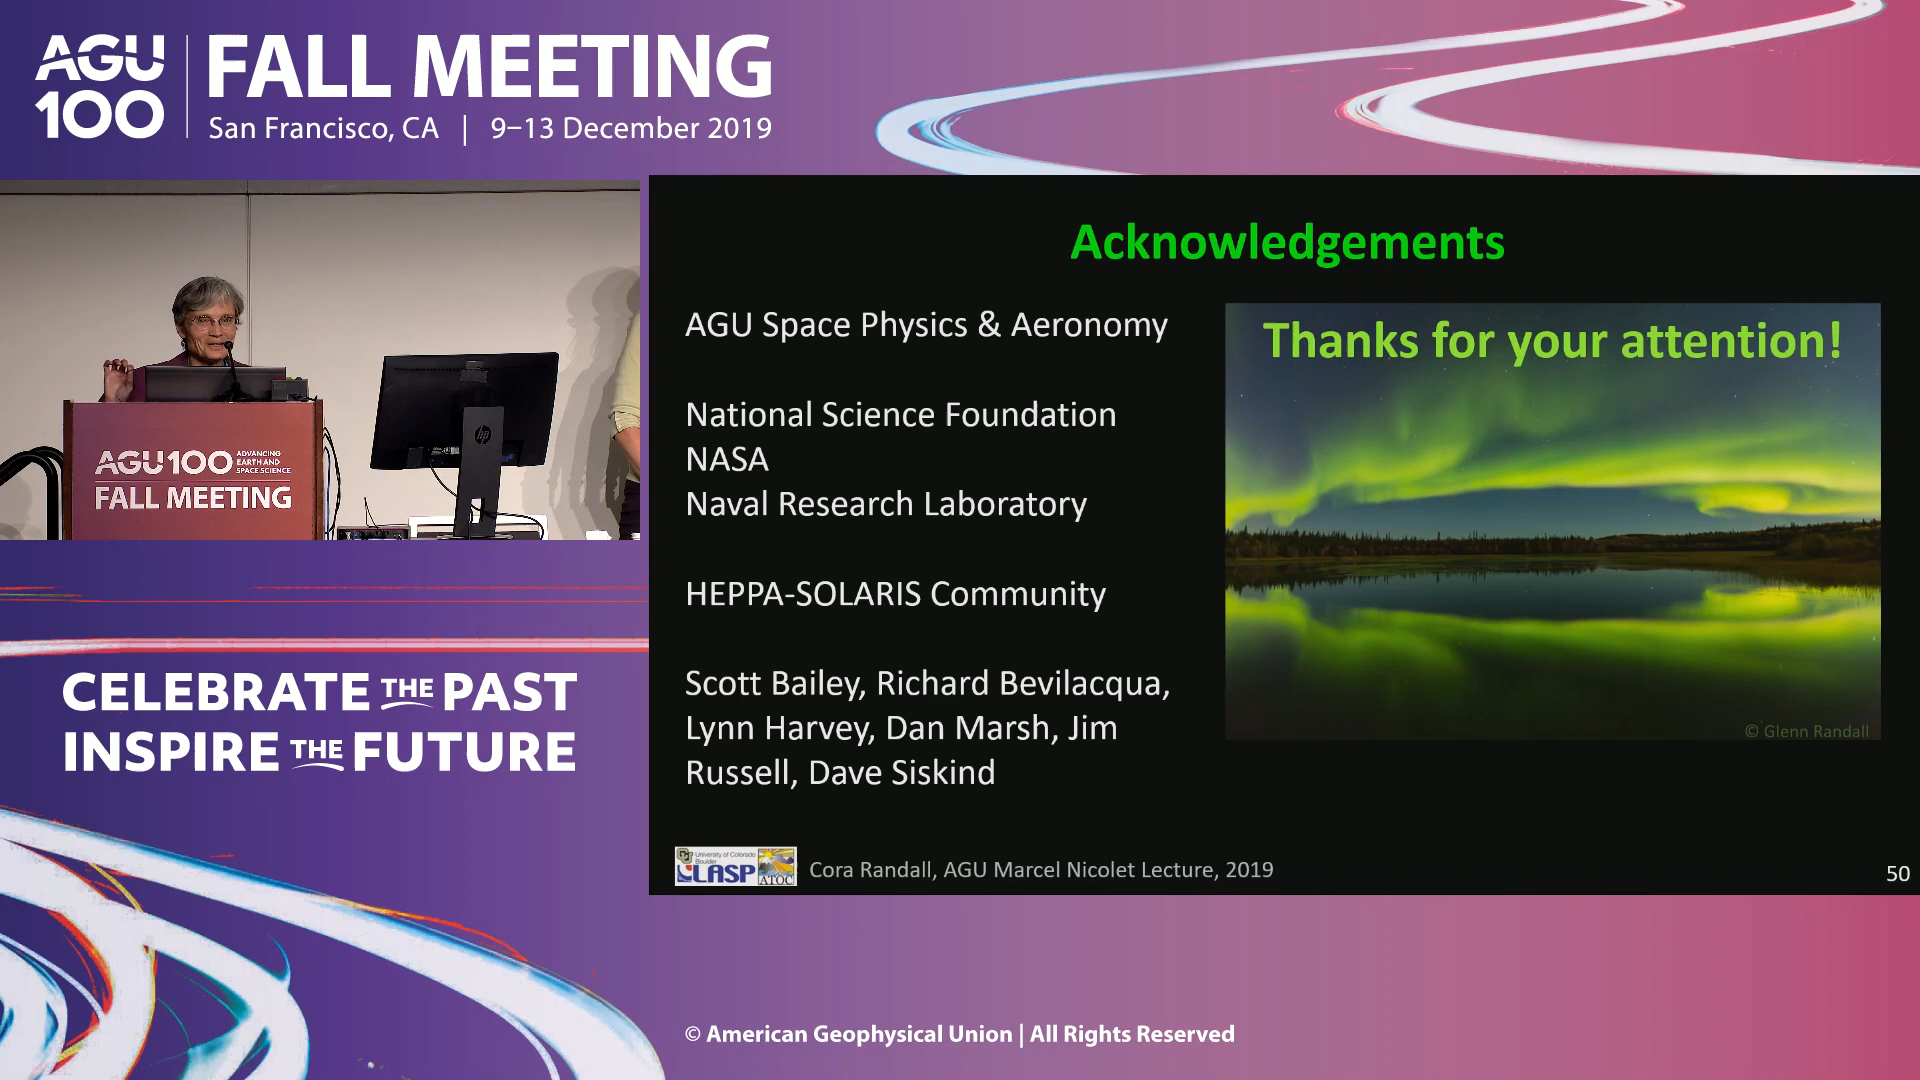 AGU
100
FALL MEETING
San Francisco, CA | 9–13 December 2019
AGU100 ADVANCING EARTH AND SPACE SCIENCE
FALL MEETING
hp
CELEBRATE THE PAST
INSPIRE THE FUTURE
Acknowledgements
AGU Space Physics & Aeronomy
National Science Foundation
NASA
Naval Research Laboratory
HEPPA-SOLARIS Community
Scott Bailey, Richard Bevilacqua,
Lynn Harvey, Dan Marsh, Jim
Russell, Dave Siskind
Thanks for your attention!
© Glenn Randall
University of Colorado
Boulder
LASP
ATOC
Cora Randall, AGU Marcel Nicolet Lecture, 2019
50
© American Geophysical Union | All Rights Reserved